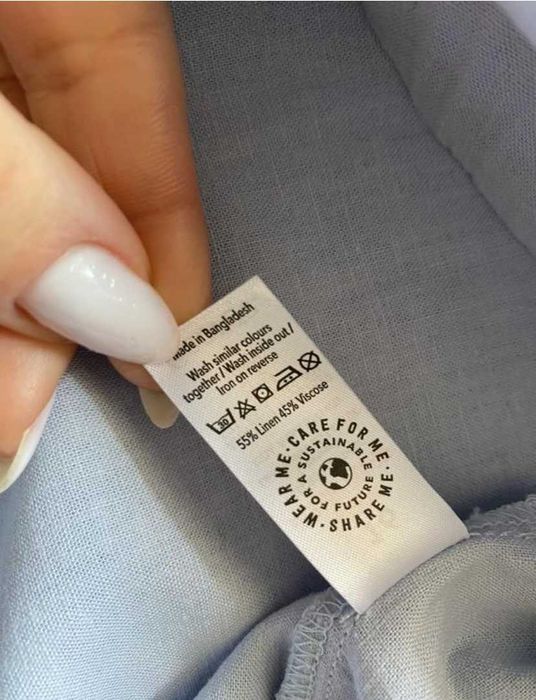 Made in Bangladesh
Wash similar colours
together / Wash inside out /
Iron on reverse
30
55% Linen 45% Viscose
WEAR ME · CARE FOR ME · SHARE ME ·
FOR A SUSTAINABLE FUTURE